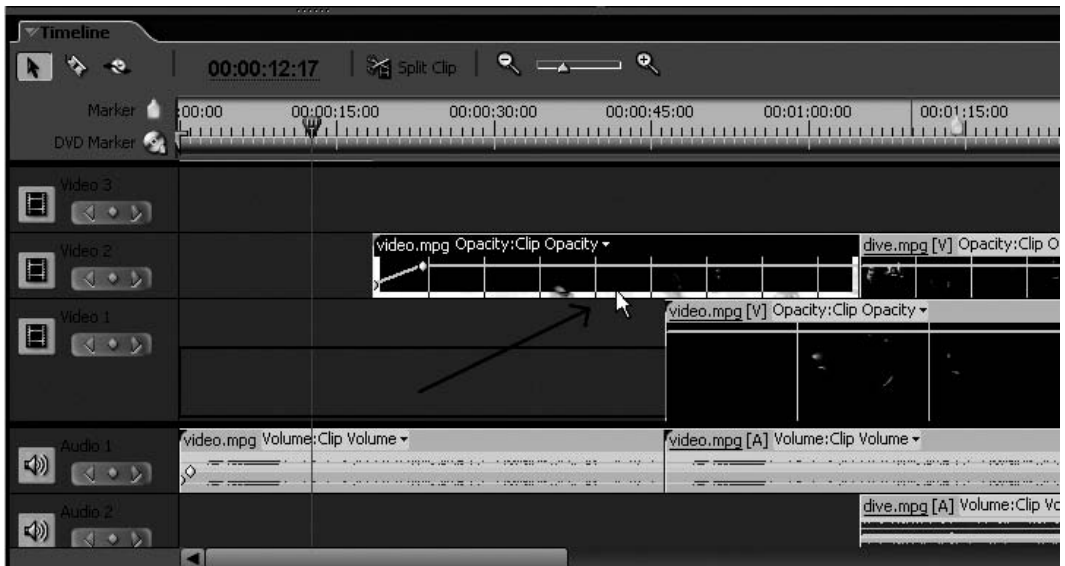 Timeline
00:00:12:17 Split Clip
Marker :00:00 00:00:15:00 00:00:30:00 00:00:45:00 00:01:00:00 00:01:15:00
DVD Marker
Video 3
Video 2 video.mpg Opacity:Clip Opacity dive.mpg [V] Opacity:Clip O
Video 1 video.mpg [V] Opacity:Clip Opacity
Audio 1 video.mpg Volume:Clip Volume video.mpg [A] Volume:Clip Volume
Audio 2 dive.mpg [A] Volume:Clip Vo